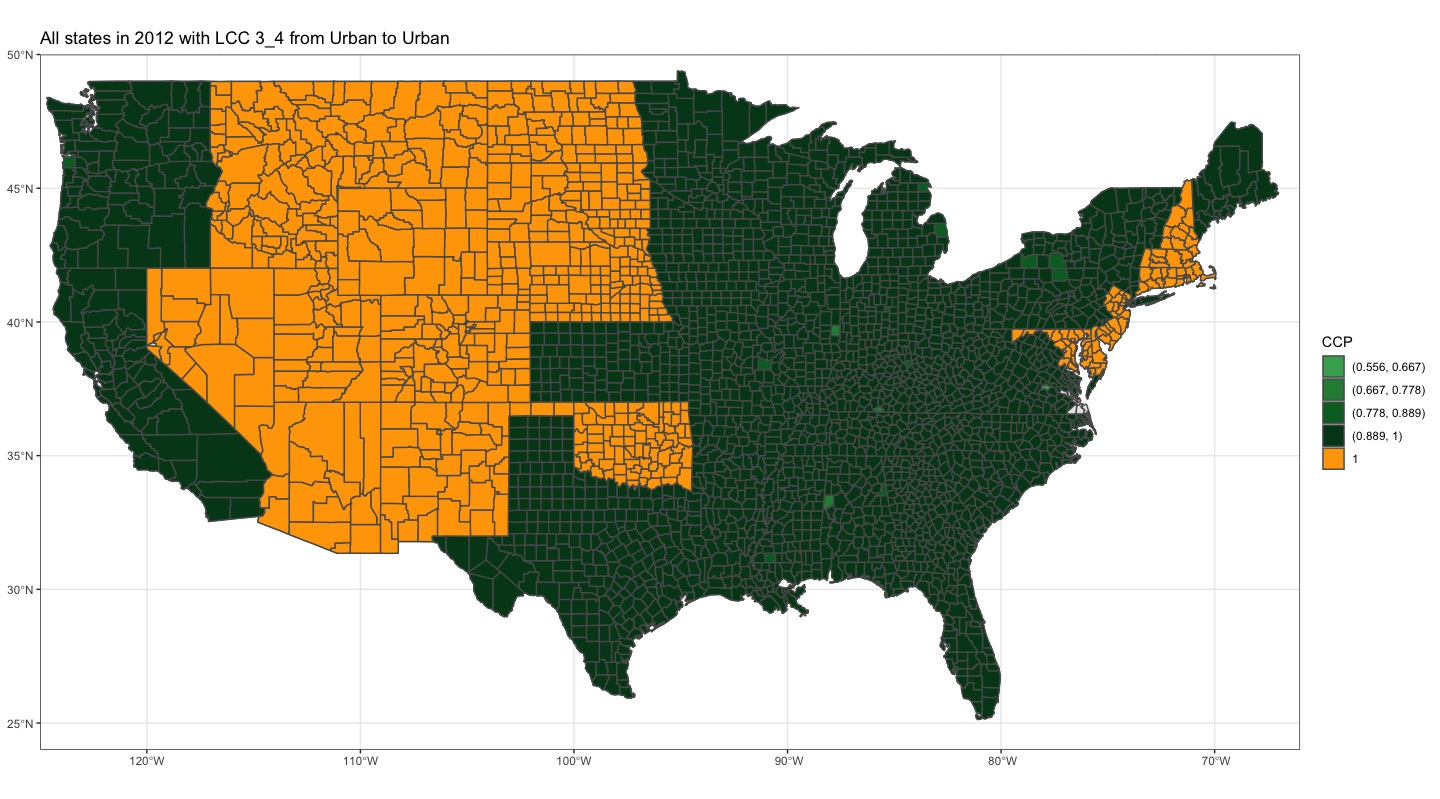 All states in 2012 with LCC 3_4 from Urban to Urban
50°N
45°N
40°N
35°N
30°N
25°N
120°W
110°W
100°W
90°W
80°W
70°W
CCP
(0.556, 0.667)
(0.667, 0.778)
(0.778, 0.889)
(0.889, 1)
1